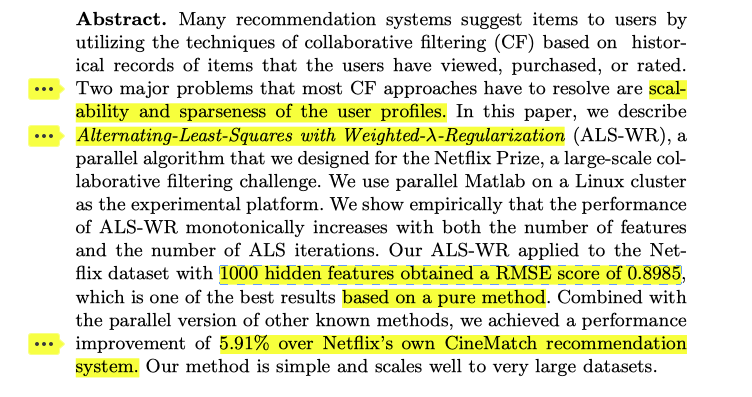 Abstract. Many recommendation systems suggest items to users by
utilizing the techniques of collaborative filtering (CF) based on histor-
ical records of items that the users have viewed, purchased, or rated.
Two major problems that most CF approaches have to resolve are scal-
ability and sparseness of the user profiles. In this paper, we describe
Alternating-Least-Squares with Weighted-λ-Regularization (ALS-WR), a
parallel algorithm that we designed for the Netflix Prize, a large-scale col-
laborative filtering challenge. We use parallel Matlab on a Linux cluster
as the experimental platform. We show empirically that the performance
of ALS-WR monotonically increases with both the number of features
and the number of ALS iterations. Our ALS-WR applied to the Net-
flix dataset with 1000 hidden features obtained a RMSE score of 0.8985,
which is one of the best results based on a pure method. Combined with
the parallel version of other known methods, we achieved a performance
improvement of 5.91% over Netflix's own CineMatch recommendation
system. Our method is simple and scales well to very large datasets.